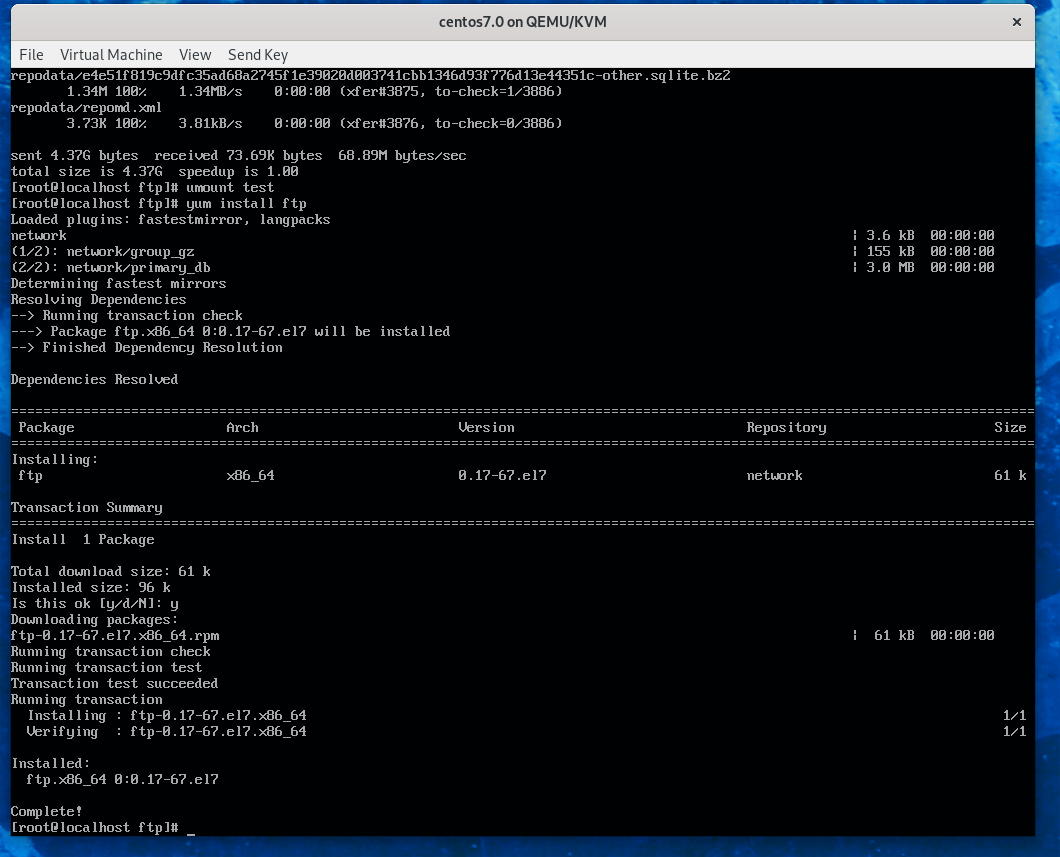 centos7.0 on QEMU/KVM
File Virtual Machine View Send Key
repodata/e4e51f819c9dfc35ad68a2745f1e39020d003741cbb1346d93f776d13e44351c-other.sqlite.bz2
1.34M 100% 1.34MB/s 0:00:00 (xfer#3875, to-check=1/3886)
repodata/repomd.xml
3.73K 100% 3.81kB/s 0:00:00 (xfer#3876, to-check=0/3886)
sent 4.37G bytes received 73.69K bytes 68.89M bytes/sec
total size is 4.37G speedup is 1.00
[root@localhost ftp]# umount test
[root@localhost ftp]# yum install ftp
Loaded plugins: fastestmirror, langpacks
network | 3.6 kB 00:00:00
(1/2): network/group_gz | 155 kB 00:00:00
(2/2): network/primary_db | 3.0 MB 00:00:00
Determining fastest mirrors
Resolving Dependencies
--> Running transaction check
---> Package ftp.x86_64 0:0.17-67.el7 will be installed
--> Finished Dependency Resolution
Dependencies Resolved
Package Arch Version Repository Size
Installing:
ftp x86_64 0.17-67.el7 network 61 k
Transaction Summary
Install 1 Package
Total download size: 61 k
Installed size: 96 k
Is this ok [y/d/N]: y
Downloading packages:
ftp-0.17-67.el7.x86_64.rpm | 61 kB 00:00:00
Running transaction check
Running transaction test
Transaction test succeeded
Running transaction
Installing : ftp-0.17-67.el7.x86_64 1/1
Verifying : ftp-0.17-67.el7.x86_64 1/1
Installed:
ftp.x86_64 0:0.17-67.el7
Complete!
[root@localhost ftp]# _